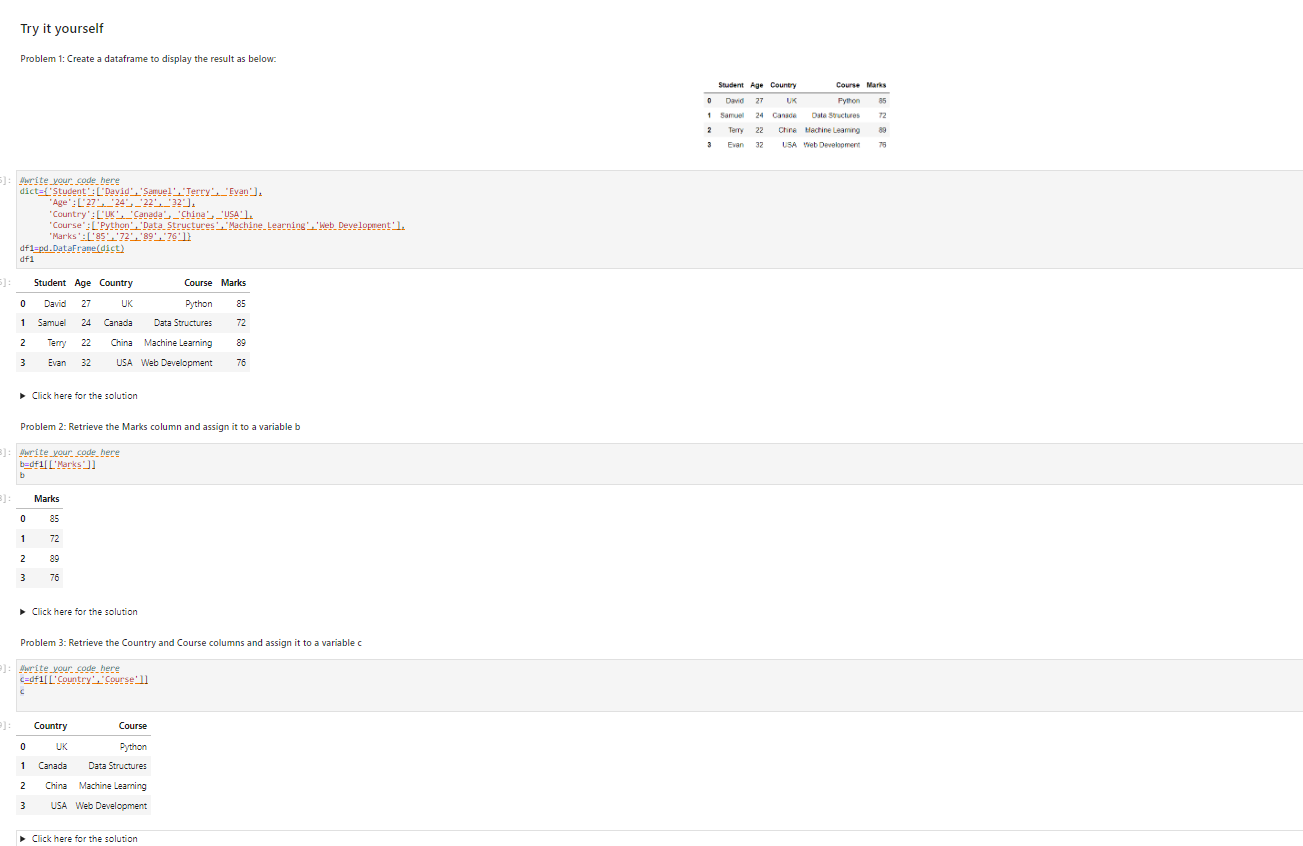 Try it yourself
Problem 1: Create a dataframe to display the result as below:
Student Age Country Course Marks
0 David 27 UK Python 85
1 Samuel 24 Canada Data Structures 72
2 Terry 22 China Machine Learning 89
3 Evan 32 USA Web Development 76
#write your code here
dict={'Student':['David','Samuel','Terry', 'Evan'],
'Age':['27', '24', '22', '32'],
'Country':['UK', 'Canada', 'China', 'USA'],
'Course':['Python','Data Structures','Machine Learning','Web Development'],
'Marks':['85','72','89','76']}
df1=pd.DataFrame(dict)
df1
Student Age Country Course Marks
0 David 27 UK Python 85
1 Samuel 24 Canada Data Structures 72
2 Terry 22 China Machine Learning 89
3 Evan 32 USA Web Development 76
▶ Click here for the solution
Problem 2: Retrieve the Marks column and assign it to a variable b
#write your code here
b=df1[['Marks']]
b
Marks
0 85
1 72
2 89
3 76
▶ Click here for the solution
Problem 3: Retrieve the Country and Course columns and assign it to a variable c
#write your code here
c=df1[['Country','Course']]
c
Country Course
0 UK Python
1 Canada Data Structures
2 China Machine Learning
3 USA Web Development
▶ Click here for the solution